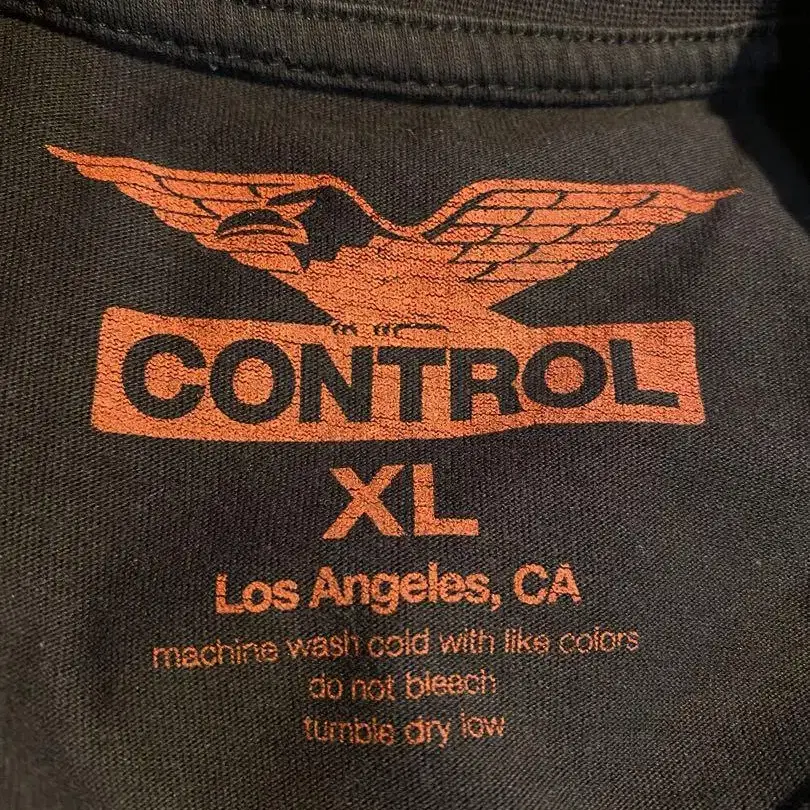 CONTROL
XL
Los Angeles, CA
machine wash cold with like colors
do not bleach
tumble dry low